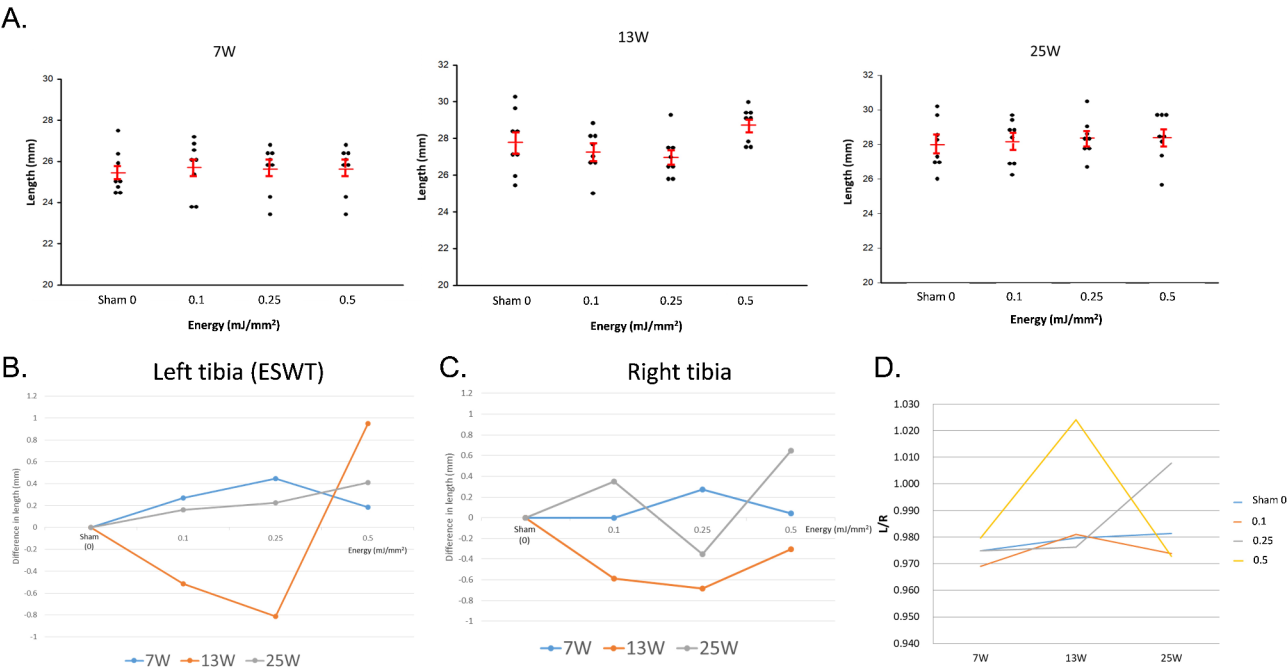 A.
7W
13W
25W
30
28
26
24
22
20
Length (mm)
Sham 0
0.1
0.25
0.5
Energy (mJ/mm²)
32
30
28
26
24
22
20
Length (mm)
Sham 0
0.1
0.25
0.5
Energy (mJ/mm²)
32
30
28
26
24
22
20
Length (mm)
Sham 0
0.1
0.25
0.5
Energy (mJ/mm²)
B.
Left tibia (ESWT)
1.2
1
0.8
0.6
0.4
0.2
0
-0.2
-0.4
-0.6
-0.8
-1
Difference in length (mm)
Sham
(0)
0.1
0.25
0.5
Energy (mJ/mm²)
7W
13W
25W
C.
Right tibia
1.2
1
0.8
0.6
0.4
0.2
0
-0.2
-0.4
-0.6
-0.8
-1
Difference in length (mm)
Sham
(0)
0.1
0.25
0.5
Energy (mJ/mm²)
7W
13W
25W
D.
1.030
1.020
1.010
1.000
0.990
0.980
0.970
0.960
0.950
0.940
L/R
7W
13W
25W
Sham 0
0.1
0.25
0.5